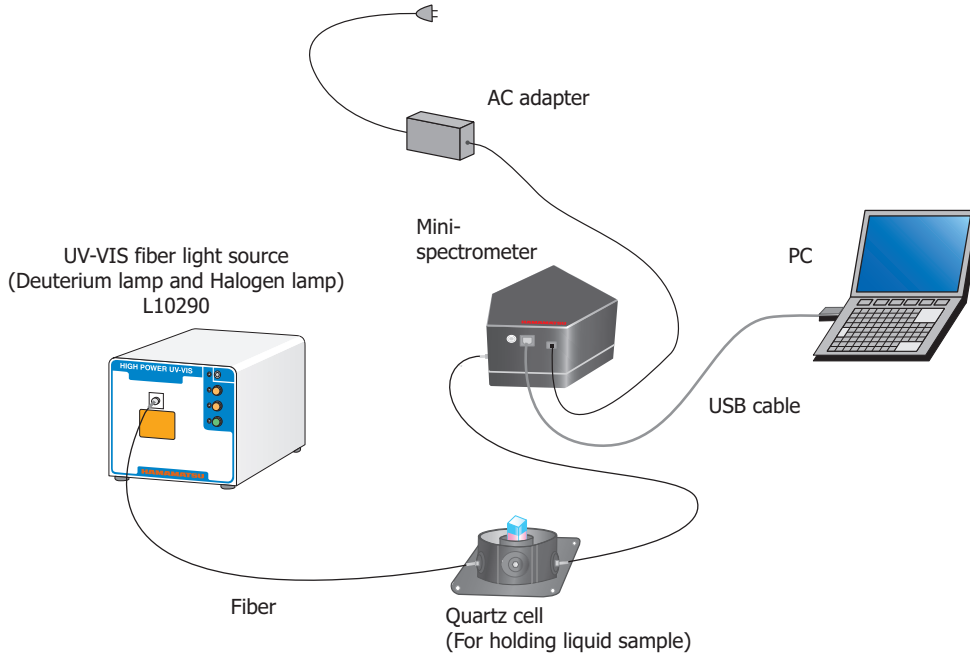 AC adapter
Mini-
spectrometer
PC
UV-VIS fiber light source
(Deuterium lamp and Halogen lamp)
L10290
HIGH POWER UV-VIS
HAMAMATSU
USB cable
Fiber
Quartz cell
(For holding liquid sample)